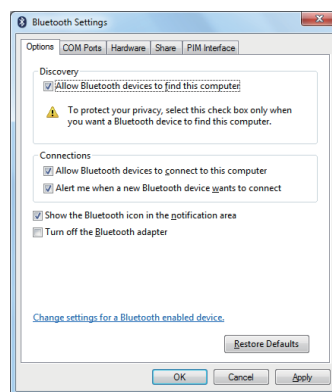 Bluetooth Settings
Options COM Ports Hardware Share PIM Interface
Discovery
Allow Bluetooth devices to find this computer
To protect your privacy, select this check box only when
you want a Bluetooth device to find this computer.
Connections
Allow Bluetooth devices to connect to this computer
Alert me when a new Bluetooth device wants to connect
Show the Bluetooth icon in the notification area
Turn off the Bluetooth adapter
Change settings for a Bluetooth enabled device.
Restore Defaults
OK Cancel Apply